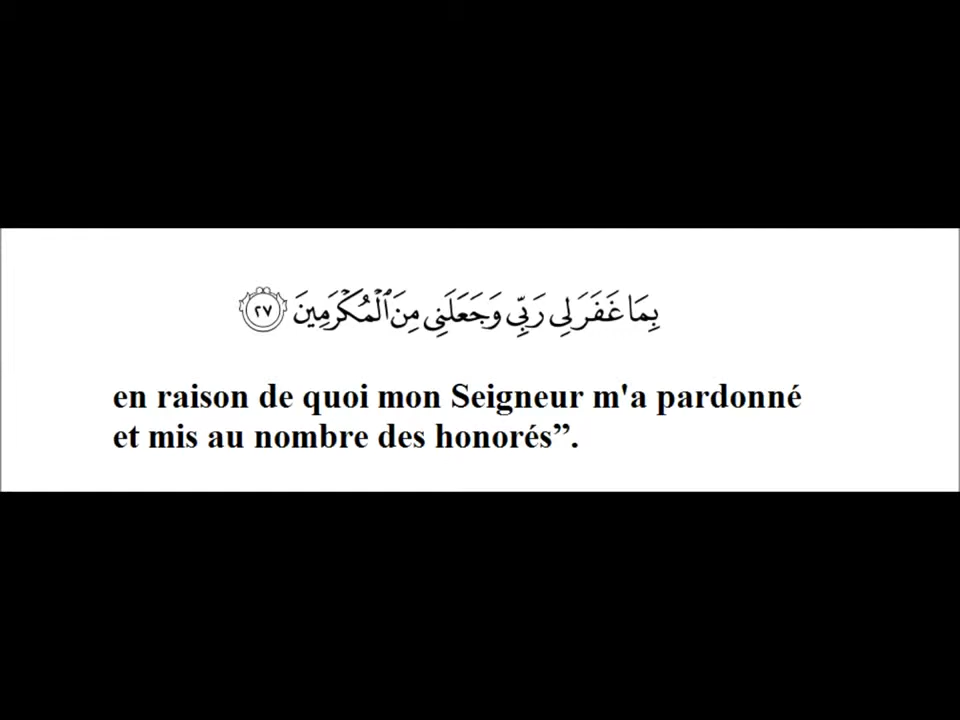 بِمَا غَفَرَ لِى رَبِّى وَجَعَلَنِى مِنَ ٱلْمُكْرَمِينَ ٢٧
en raison de quoi mon Seigneur m'a pardonné
et mis au nombre des honorés”.